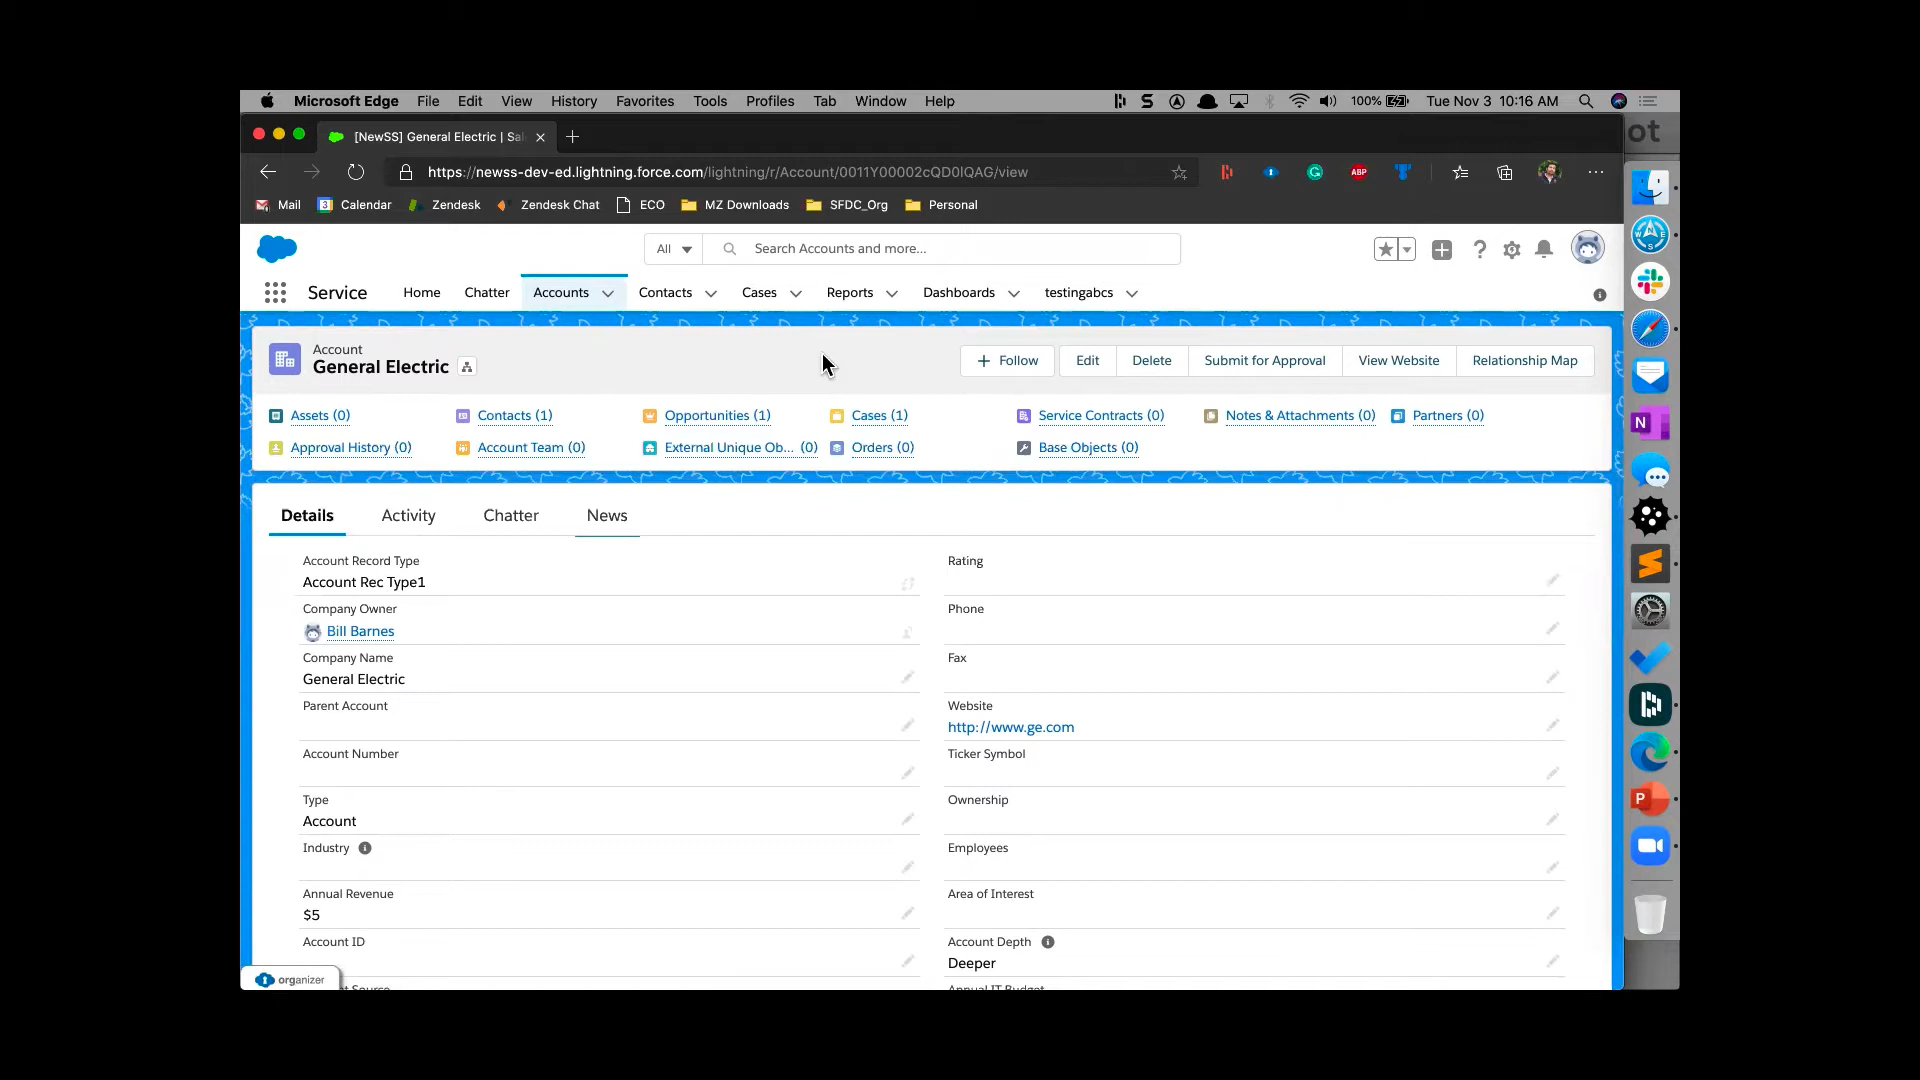 Microsoft Edge File Edit View History Favorites Tools Profiles Tab Window Help 100% Tue Nov 3 10:16 AM
[NewSS] General Electric | Sal
ot
https://newss-dev-ed.lightning.force.com/lightning/r/Account/0011Y00002cQD0IQAG/view ABP
Mail 3 Calendar Zendesk Zendesk Chat ECO MZ Downloads SFDC_Org Personal
All Search Accounts and more...
Service Home Chatter Accounts Contacts Cases Reports Dashboards testingabcs
Account
General Electric
Follow Edit Delete Submit for Approval View Website Relationship Map
Assets (0) Contacts (1) Opportunities (1) Cases (1) Service Contracts (0) Notes & Attachments (0) Partners (0)
Approval History (0) Account Team (0) External Unique Ob... (0) Orders (0) Base Objects (0)
Details Activity Chatter News
Account Record Type
Account Rec Type1
Rating
Company Owner
Bill Barnes
Phone
Company Name
General Electric
Fax
Parent Account
Website
http://www.ge.com
Account Number
Ticker Symbol
Type
Account
Ownership
Industry
Employees
Annual Revenue
$5
Area of Interest
Account ID
Account Depth
Deeper
organizer
Annual IT Budget